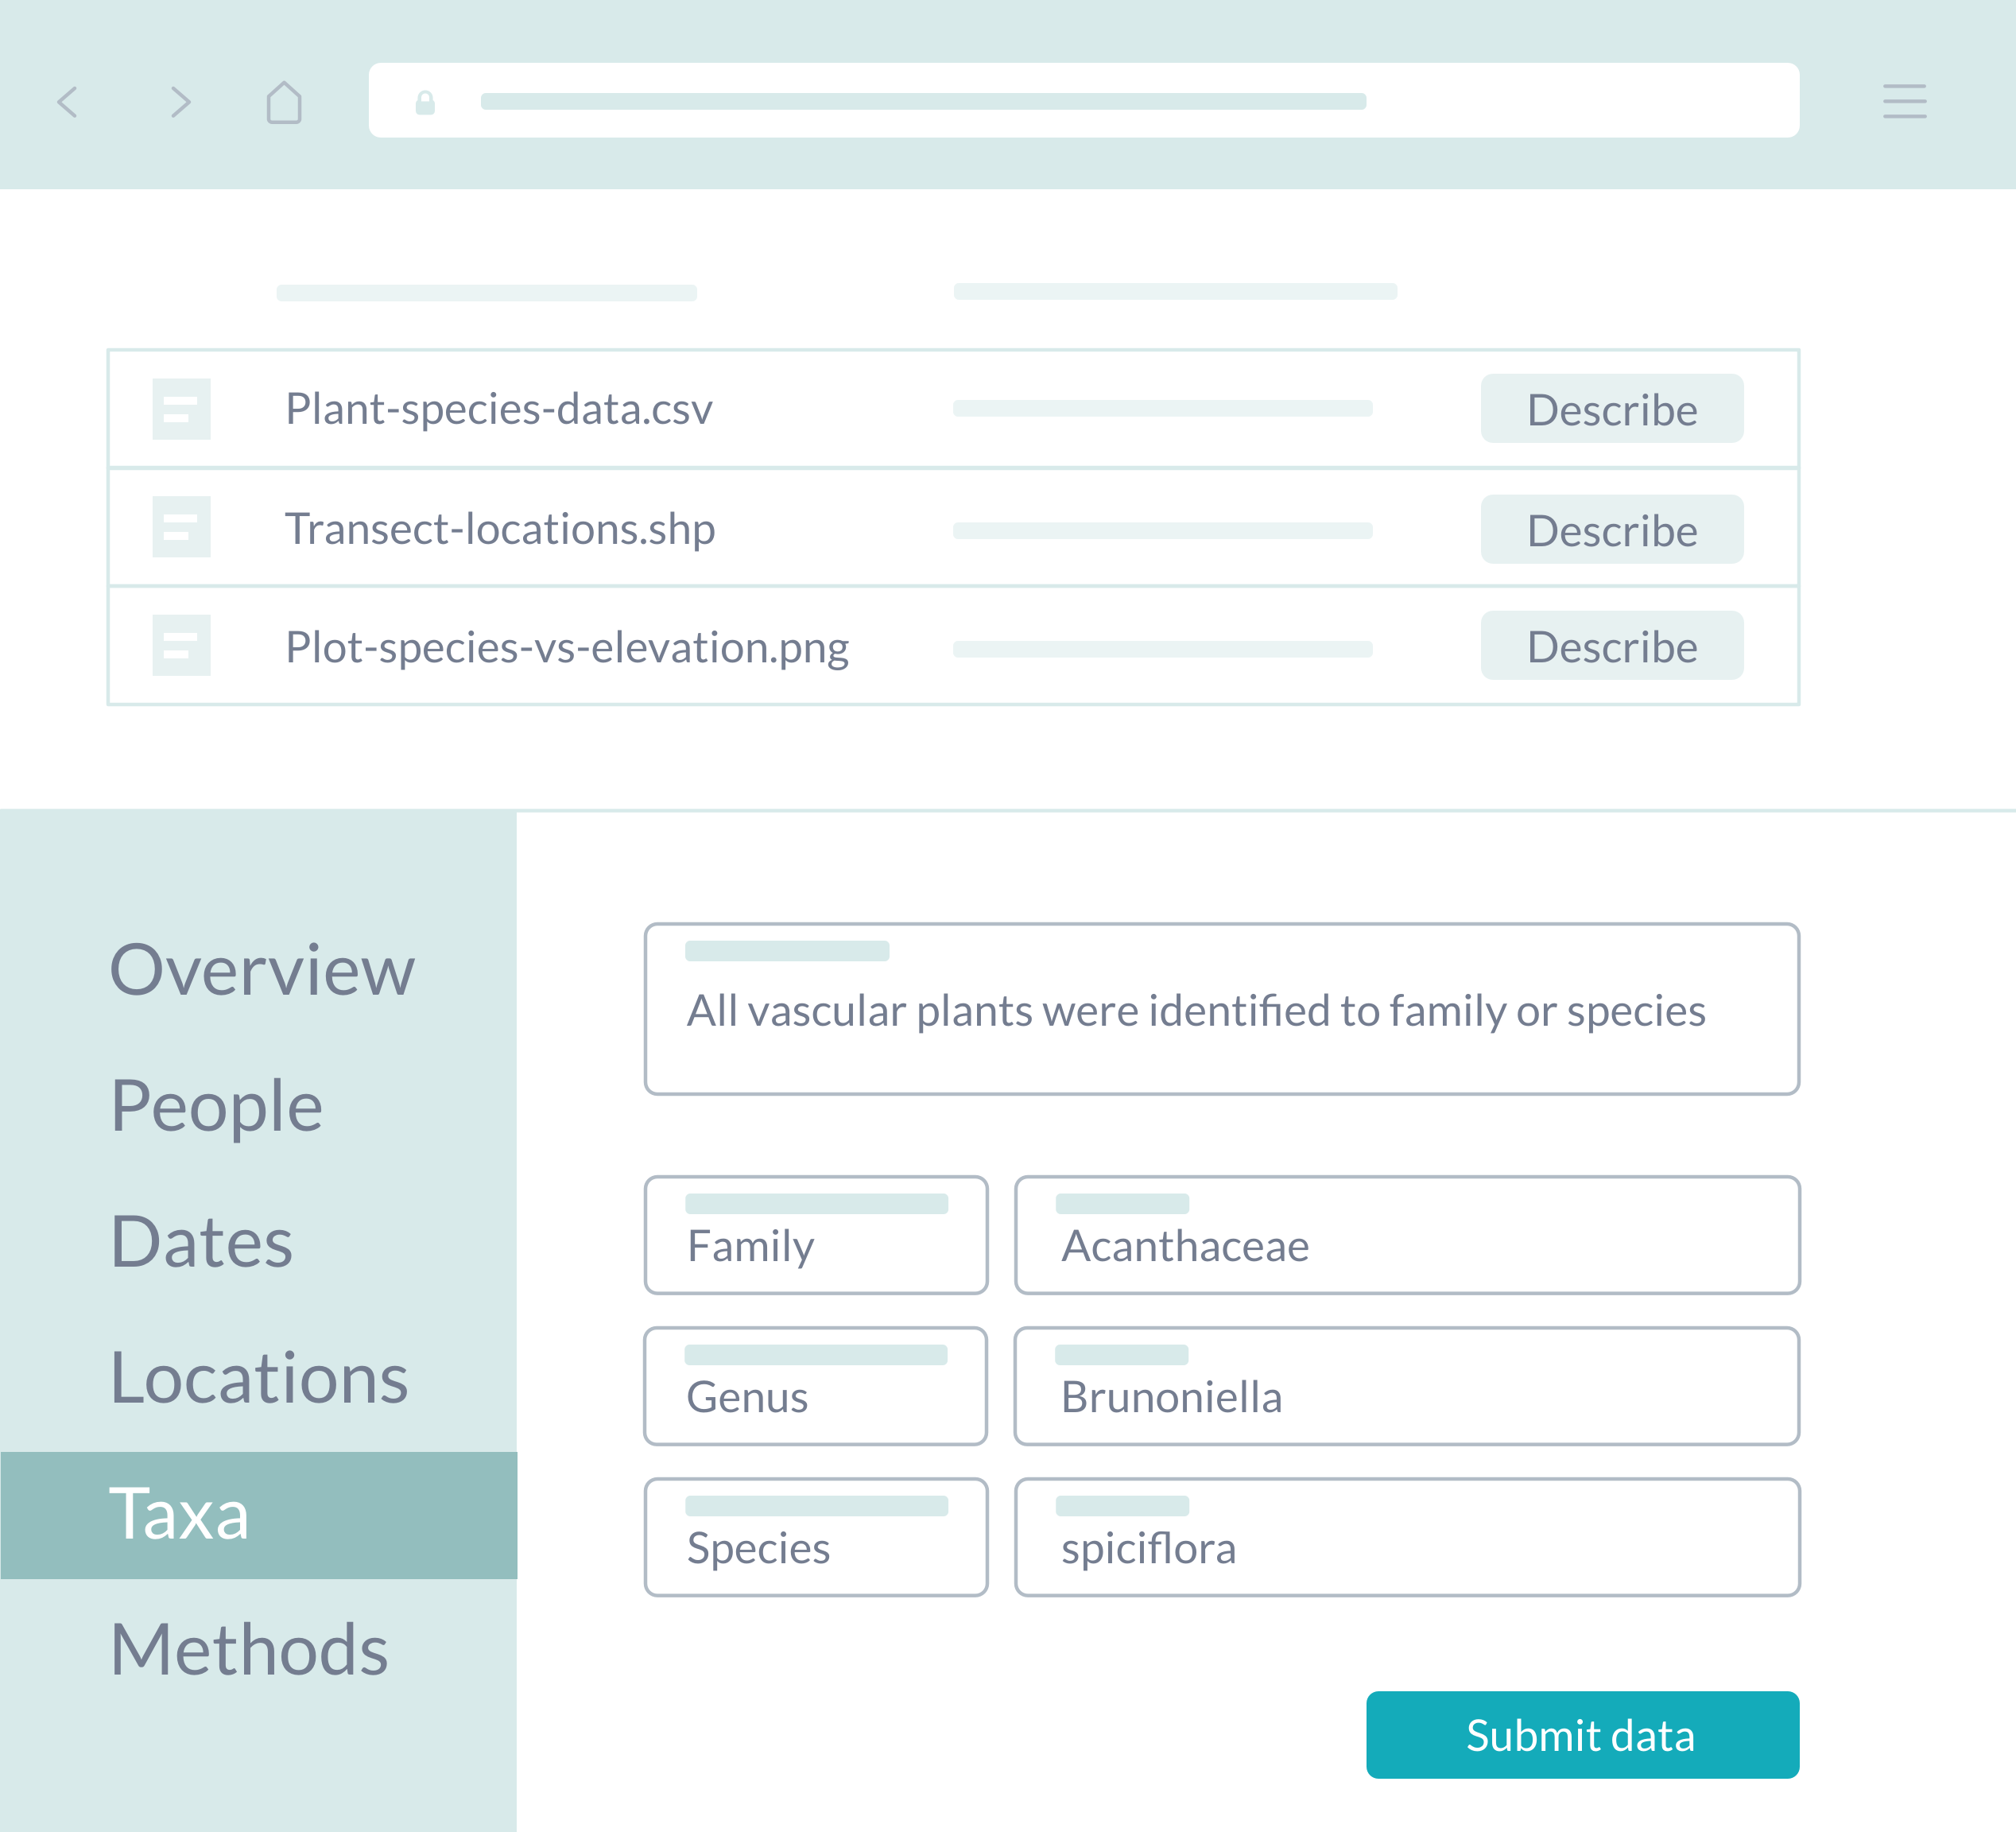 Plant-species-data.csv
Describe
Transect-locations.shp
Describe
Plot-species-vs-elevation.png
Describe
Overview
People
Dates
Locations
Taxa
Methods
All vascular plants were identified to family or species
Family
Acanthaceae
Genus
Brunoniella
Species
spiciflora
Submit data